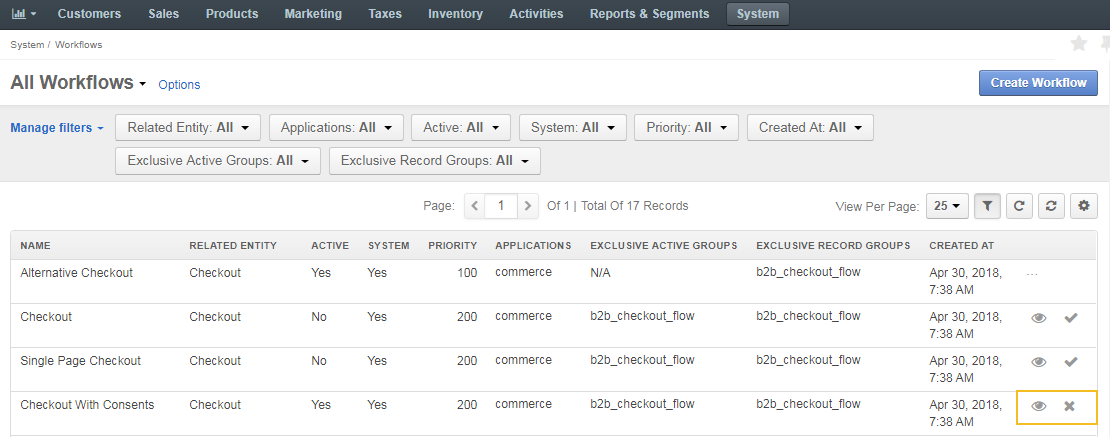 Customers Sales Products Marketing Taxes Inventory Activities Reports & Segments System
System / Workflows
All Workflows Options Create Workflow
Manage filters Related Entity: All Applications: All Active: All System: All Priority: All Created At: All
Exclusive Active Groups: All Exclusive Record Groups: All
Page: 1 Of 1 | Total Of 17 Records View Per Page: 25
NAME RELATED ENTITY ACTIVE SYSTEM PRIORITY APPLICATIONS EXCLUSIVE ACTIVE GROUPS EXCLUSIVE RECORD GROUPS CREATED AT
Alternative Checkout Checkout Yes Yes 100 commerce N/A b2b_checkout_flow Apr 30, 2018, ...
7:38 AM
Checkout Checkout No Yes 200 commerce b2b_checkout_flow b2b_checkout_flow Apr 30, 2018,
7:38 AM
Single Page Checkout Checkout No Yes 200 commerce b2b_checkout_flow b2b_checkout_flow Apr 30, 2018,
7:38 AM
Checkout With Consents Checkout Yes Yes 200 commerce b2b_checkout_flow b2b_checkout_flow Apr 30, 2018,
7:38 AM